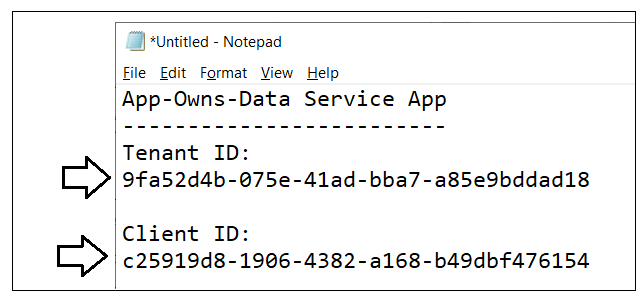 *Untitled - Notepad
File Edit Format View Help
App-Owns-Data Service App
-------------------------
Tenant ID:
9fa52d4b-075e-41ad-bba7-a85e9bddad18
Client ID:
c25919d8-1906-4382-a168-b49dbf476154